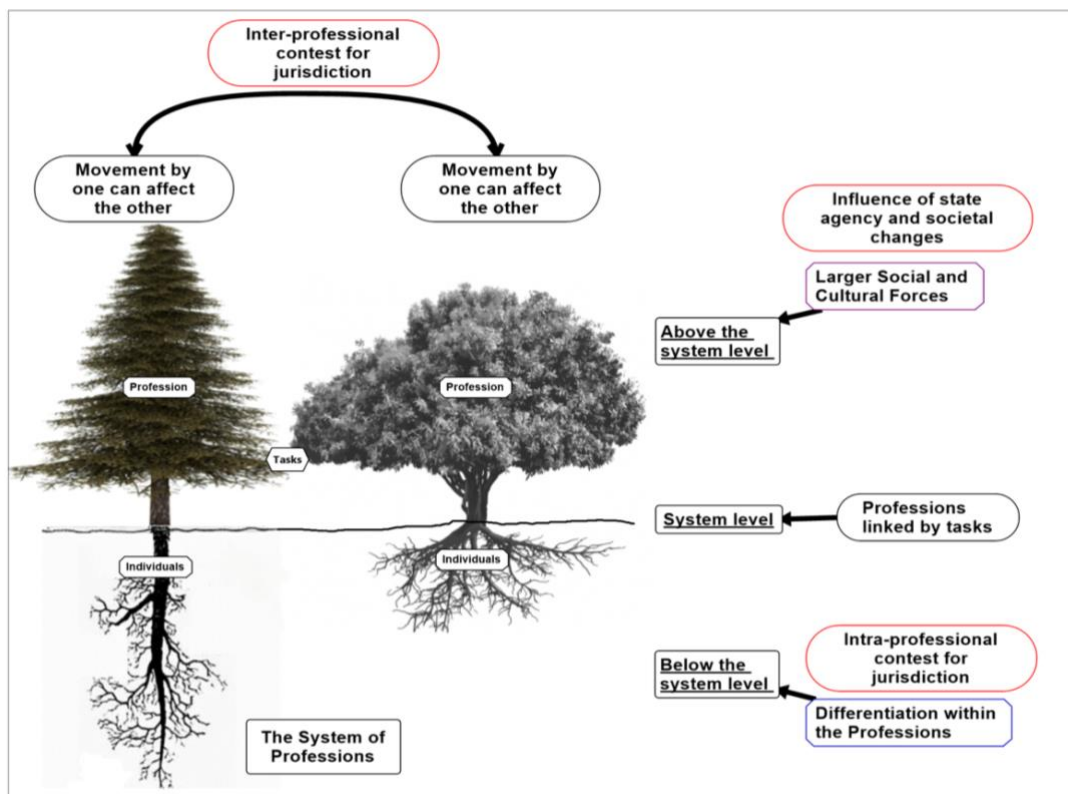 Inter-professional
contest for
jurisdiction
Movement by
one can affect
the other
Movement by
one can affect
the other
Influence of state
agency and societal
changes
Larger Social and
Cultural Forces
Above the
system level
Profession
Profession
Tasks
System level
Professions
linked by tasks
Individuals
Individuals
Intra-professional
contest for
jurisdiction
Below the
system level
Differentiation within
the Professions
The System of
Professions